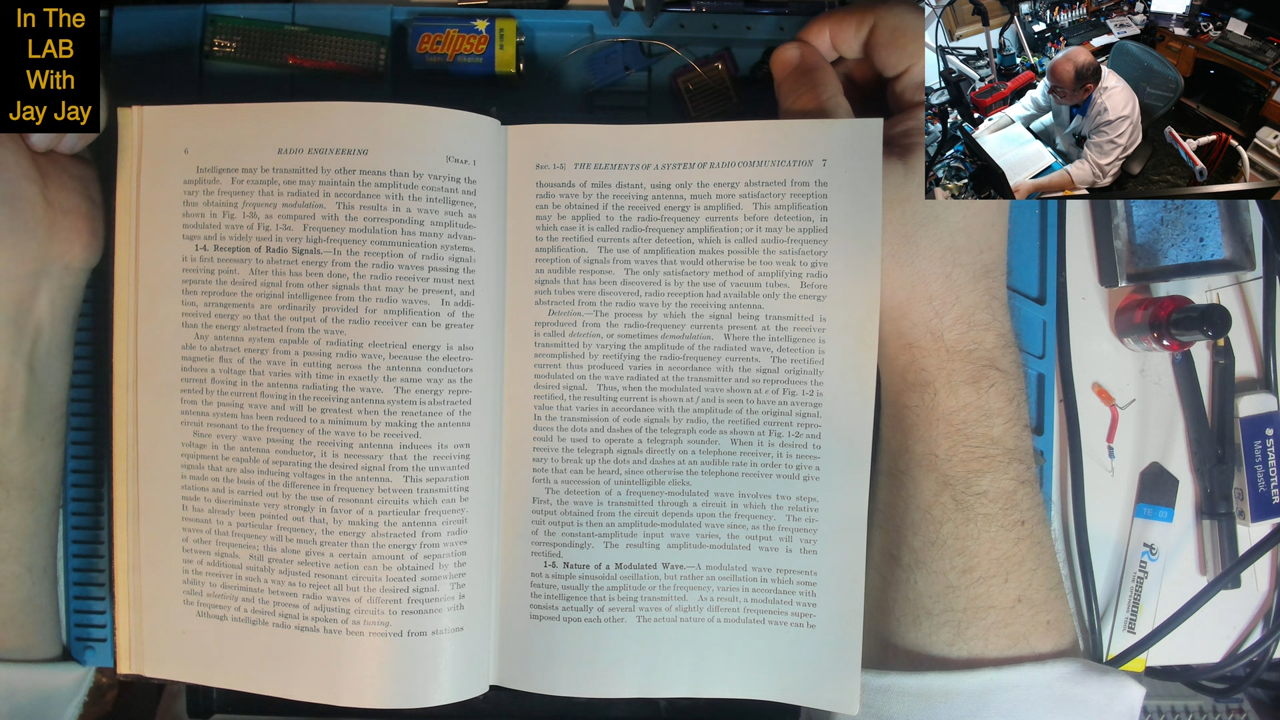 In The
LAB
With
Jay Jay
eclipse
6
RADIO ENGINEERING
[CHAP. 1
Intelligence may be transmitted by other means than by varying the
amplitude. For example, one may maintain the amplitude constant and
vary the frequency that is radiated in accordance with the intelligence,
thus obtaining frequency modulation. This results in a wave such as
shown in Fig. 1-3b, as compared with the corresponding amplitude-
modulated wave of Fig. 1-3a. Frequency modulation has many advan-
tages and is widely used in very high-frequency communication systems.
1-4. Reception of Radio Signals.—In the reception of radio signals
it is first necessary to abstract energy from the radio waves passing the
receiving point. After this has been done, the radio receiver must next
separate the desired signal from other signals that may be present, and
then reproduce the original intelligence from the radio waves. In addi-
tion, arrangements are ordinarily provided for amplification of the
received energy so that the output of the radio receiver can be greater
than the energy abstracted from the wave.
Any antenna system capable of radiating electrical energy is also
able to abstract energy from a passing radio wave, because the electro-
magnetic flux of the wave in cutting across the antenna conductors
induces a voltage that varies with time in exactly the same way as the
current flowing in the antenna radiating the wave. The energy repre-
sented by the current flowing in the receiving antenna system is abstracted
from the passing wave and will be greatest when the reactance of the
antenna system has been reduced to a minimum by making the antenna
circuit resonant to the frequency of the wave to be received.
Since every wave passing the receiving antenna induces its own
voltage in the antenna conductor, it is necessary that the receiving
equipment be capable of separating the desired signal from the unwanted
signals that are also inducing voltages in the antenna. This separation
is made on the basis of the difference in frequency between transmitting
stations and is carried out by the use of resonant circuits which can be
made to discriminate very strongly in favor of a particular frequency.
It has already been pointed out that, by making the antenna circuit
resonant to a particular frequency, the energy abstracted from radio
waves of that frequency will be much greater than the energy from waves
of other frequencies; this alone gives a certain amount of separation
between signals. Still greater selective action can be obtained by the
use of additional suitably adjusted resonant circuits located somewhere
in the receiver in such a way as to reject all but the desired signal. The
ability to discriminate between radio waves of different frequencies is
called selectivity and the process of adjusting circuits to resonance with
the frequency of a desired signal is spoken of as tuning.
Although intelligible radio signals have been received from stations
SEC. 1-5] THE ELEMENTS OF A SYSTEM OF RADIO COMMUNICATION 7
thousands of miles distant, using only the energy abstracted from the
radio wave by the receiving antenna, much more satisfactory reception
can be obtained if the received energy is amplified. This amplification
may be applied to the radio-frequency currents before detection, in
which case it is called radio-frequency amplification; or it may be applied
to the rectified currents after detection, which is called audio-frequency
amplification. The use of amplification makes possible the satisfactory
reception of signals from waves that would otherwise be too weak to give
an audible response. The only satisfactory method of amplifying radio
signals that has been discovered is by the use of vacuum tubes. Before
such tubes were discovered, radio reception had available only the energy
abstracted from the radio wave by the receiving antenna.
Detection.—The process by which the signal being transmitted is
reproduced from the radio-frequency currents present at the receiver
is called detection, or sometimes demodulation. Where the intelligence is
transmitted by varying the amplitude of the radiated wave, detection is
accomplished by rectifying the radio-frequency currents. The rectified
current thus produced varies in accordance with the signal originally
modulated on the wave radiated at the transmitter and so reproduces the
desired signal. Thus, when the modulated wave shown at e of Fig. 1-2 is
rectified, the resulting current is shown at f and is seen to have an average
value that varies in accordance with the amplitude of the original signal.
In the transmission of code signals by radio, the rectified current repro-
duces the dots and dashes of the telegraph code as shown at Fig. 1-2c and
could be used to operate a telegraph sounder. When it is desired to
receive the telegraph signals directly on a telephone receiver, it is neces-
sary to break up the dots and dashes at an audible rate in order to give a
note that can be heard, since otherwise the telephone receiver would give
forth a succession of unintelligible clicks.
The detection of a frequency-modulated wave involves two steps.
First, the wave is transmitted through a circuit in which the relative
output obtained from the circuit depends upon the frequency. The cir-
cuit output is then an amplitude-modulated wave since, as the frequency
of the constant-amplitude input wave varies, the output will vary
correspondingly. The resulting amplitude-modulated wave is then
rectified.
1-5. Nature of a Modulated Wave.—A modulated wave represents
not a simple sinusoidal oscillation, but rather an oscillation in which some
feature, usually the amplitude or the frequency, varies in accordance with
the intelligence that is being transmitted. As a result, a modulated wave
consists actually of several waves of slightly different frequencies super-
imposed upon each other. The actual nature of a modulated wave can be
STAEDTLER
Mars plastic
TE-03
Rofessional